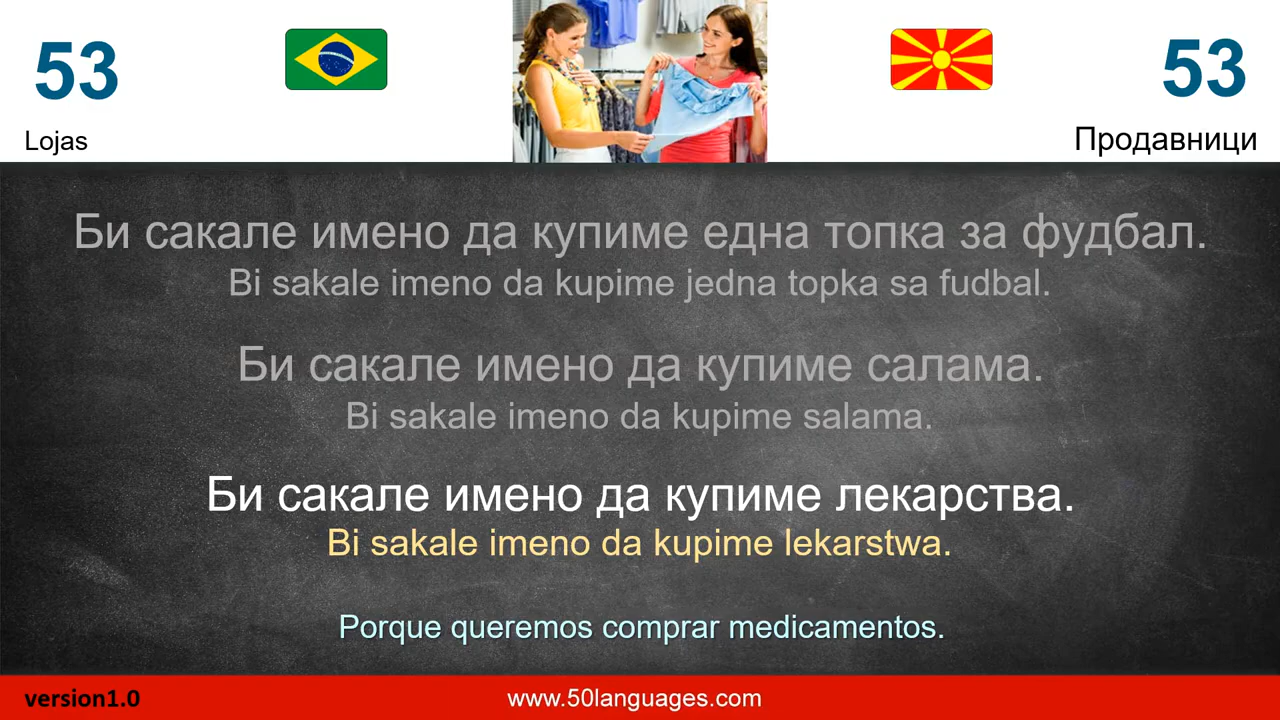 53
53
Lojas
Продавници
Би сакале имено да купиме една топка за фудбал.
Bi sakale imeno da kupime jedna topka sa fudbal.
Би сакале имено да купиме салама.
Bi sakale imeno da kupime salama.
Би сакале имено да купиме лекарства.
Bi sakale imeno da kupime lekarstwa.
Porque queremos comprar medicamentos.
version1.0
www.50languages.com